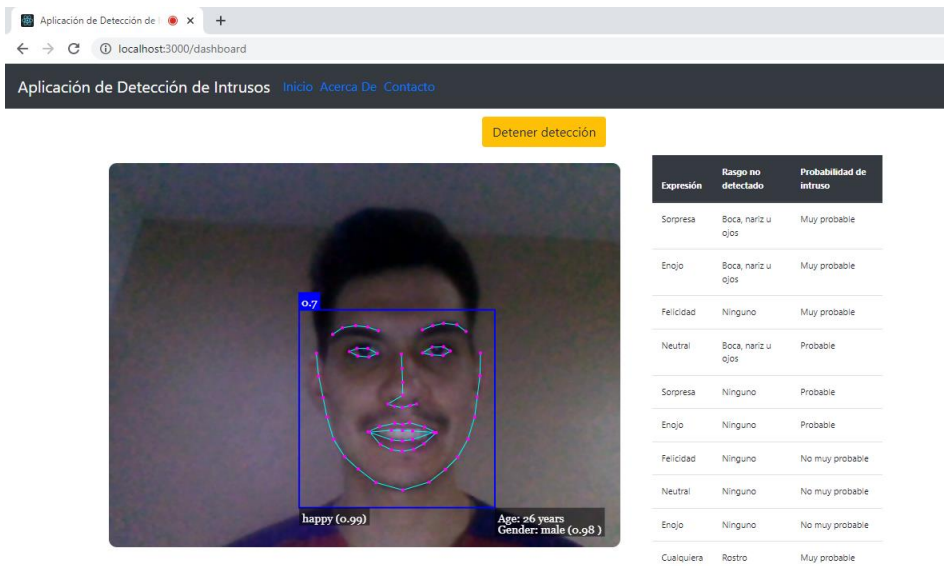 Aplicación de Detección de I
localhost:3000/dashboard
Aplicación de Detección de Intrusos Inicio Acerca De Contacto
Detener detección
0.7
happy (0.99)
Age: 26 years
Gender: male (0.98 )
Expresión
Rasgo no
detectado
Probabilidad de
intruso
Sorpresa
Boca, nariz u
ojos
Muy probable
Enojo
Boca, nariz u
ojos
Muy probable
Felicidad
Ninguno
Muy probable
Neutral
Boca, nariz u
ojos
Probable
Sorpresa
Ninguno
Probable
Enojo
Ninguno
Probable
Felicidad
Ninguno
No muy probable
Neutral
Ninguno
No muy probable
Enojo
Ninguno
No muy probable
Cualquiera
Rostro
Muy probable